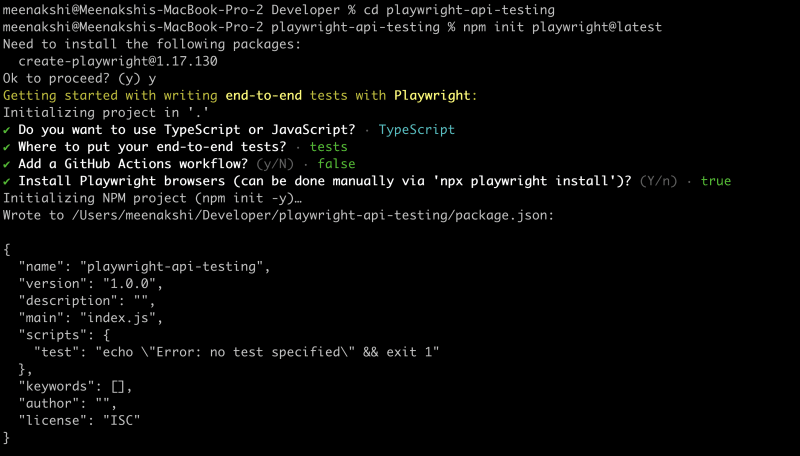 meenakshi@Meenakshis-MacBook-Pro-2 Developer % cd playwright-api-testing
meenakshi@Meenakshis-MacBook-Pro-2 playwright-api-testing % npm init playwright@latest
Need to install the following packages:
  create-playwright@1.17.130
Ok to proceed? (y) y
Getting started with writing end-to-end tests with Playwright:
Initializing project in '.'
✔ Do you want to use TypeScript or JavaScript? · TypeScript
✔ Where to put your end-to-end tests? · tests
✔ Add a GitHub Actions workflow? (y/N) · false
✔ Install Playwright browsers (can be done manually via 'npx playwright install')? (Y/n) · true
Initializing NPM project (npm init -y)…
Wrote to /Users/meenakshi/Developer/playwright-api-testing/package.json:

{
  "name": "playwright-api-testing",
  "version": "1.0.0",
  "description": "",
  "main": "index.js",
  "scripts": {
    "test": "echo \"Error: no test specified\" && exit 1"
  },
  "keywords": [],
  "author": "",
  "license": "ISC"
}